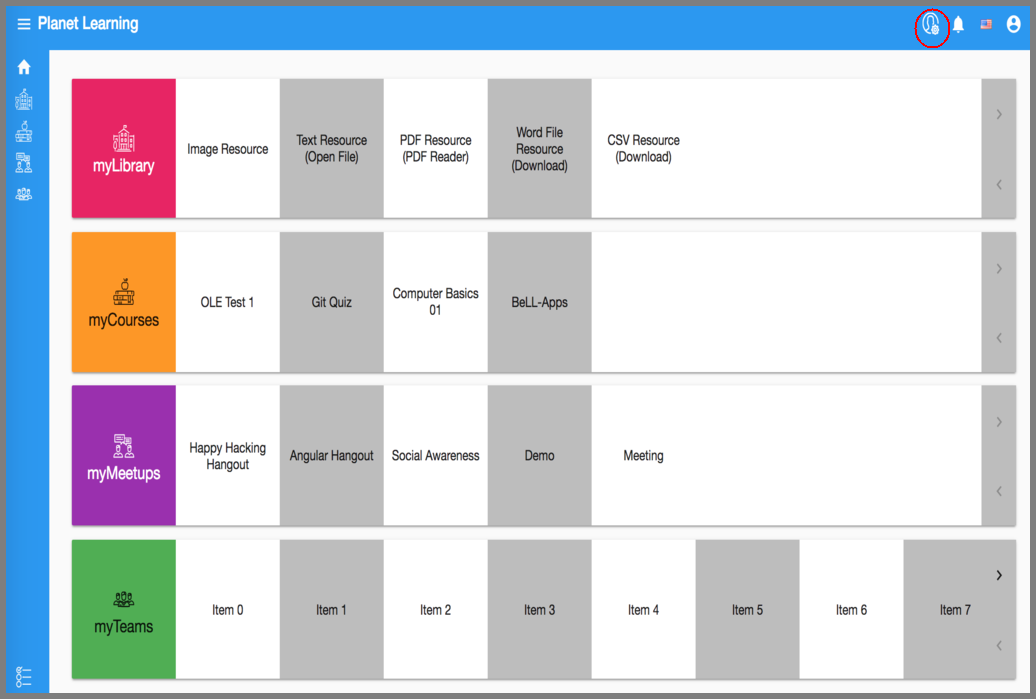 Planet Learning
myLibrary
Image Resource
Text Resource
(Open File)
PDF Resource
(PDF Reader)
Word File
Resource
(Download)
CSV Resource
(Download)
myCourses
OLE Test 1
Git Quiz
Computer Basics
01
BeLL-Apps
myMeetups
Happy Hacking
Hangout
Angular Hangout
Social Awareness
Demo
Meeting
myTeams
Item 0
Item 1
Item 2
Item 3
Item 4
Item 5
Item 6
Item 7